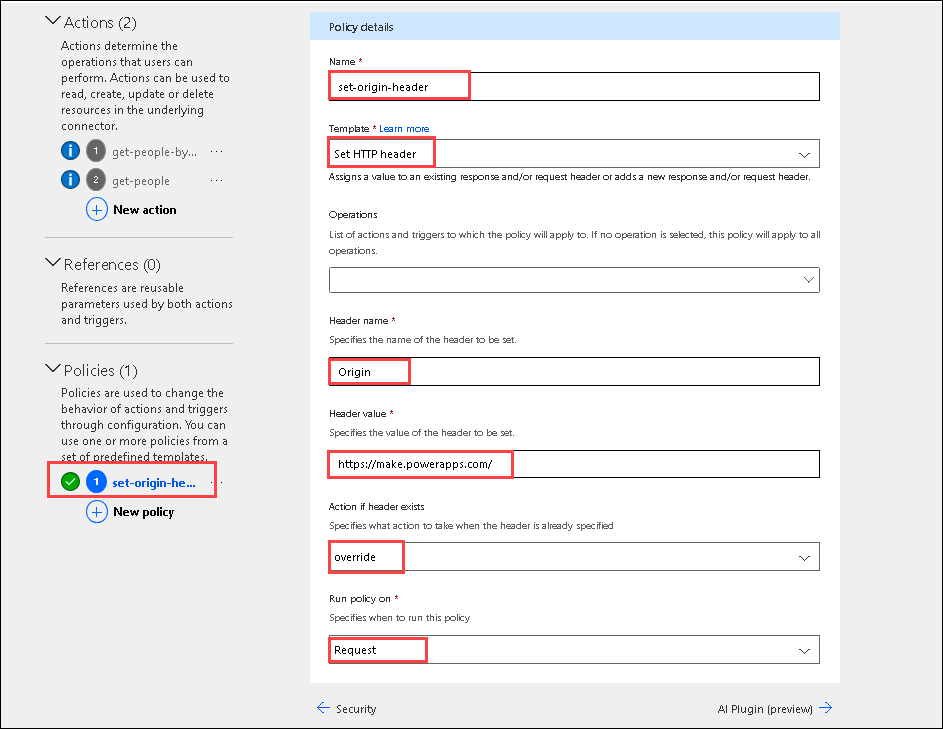 Actions (2)
Actions determine the
operations that users can
perform. Actions can be used to
read, create, update or delete
resources in the underlying
connector.
1 get-people-by... ...
2 get-people ...
New action
References (0)
References are reusable
parameters used by both actions
and triggers.
Policies (1)
Policies are used to change the
behavior of actions and triggers
through configuration. You can
use one or more policies from a
set of predefined templates.
1 set-origin-he...
New policy
Policy details
Name *
set-origin-header
Template * Learn more
Set HTTP header
Assigns a value to an existing response and/or request header or adds a new response and/or request header.
Operations
List of actions and triggers to which the policy will apply to. If no operation is selected, this policy will apply to all
operations.
Header name *
Specifies the name of the header to be set.
Origin
Header value *
Specifies the value of the header to be set.
https://make.powerapps.com/
Action if header exists
Specifies what action to take when the header is already specified
override
Run policy on *
Specifies when to run this policy
Request
Security
AI Plugin (preview)